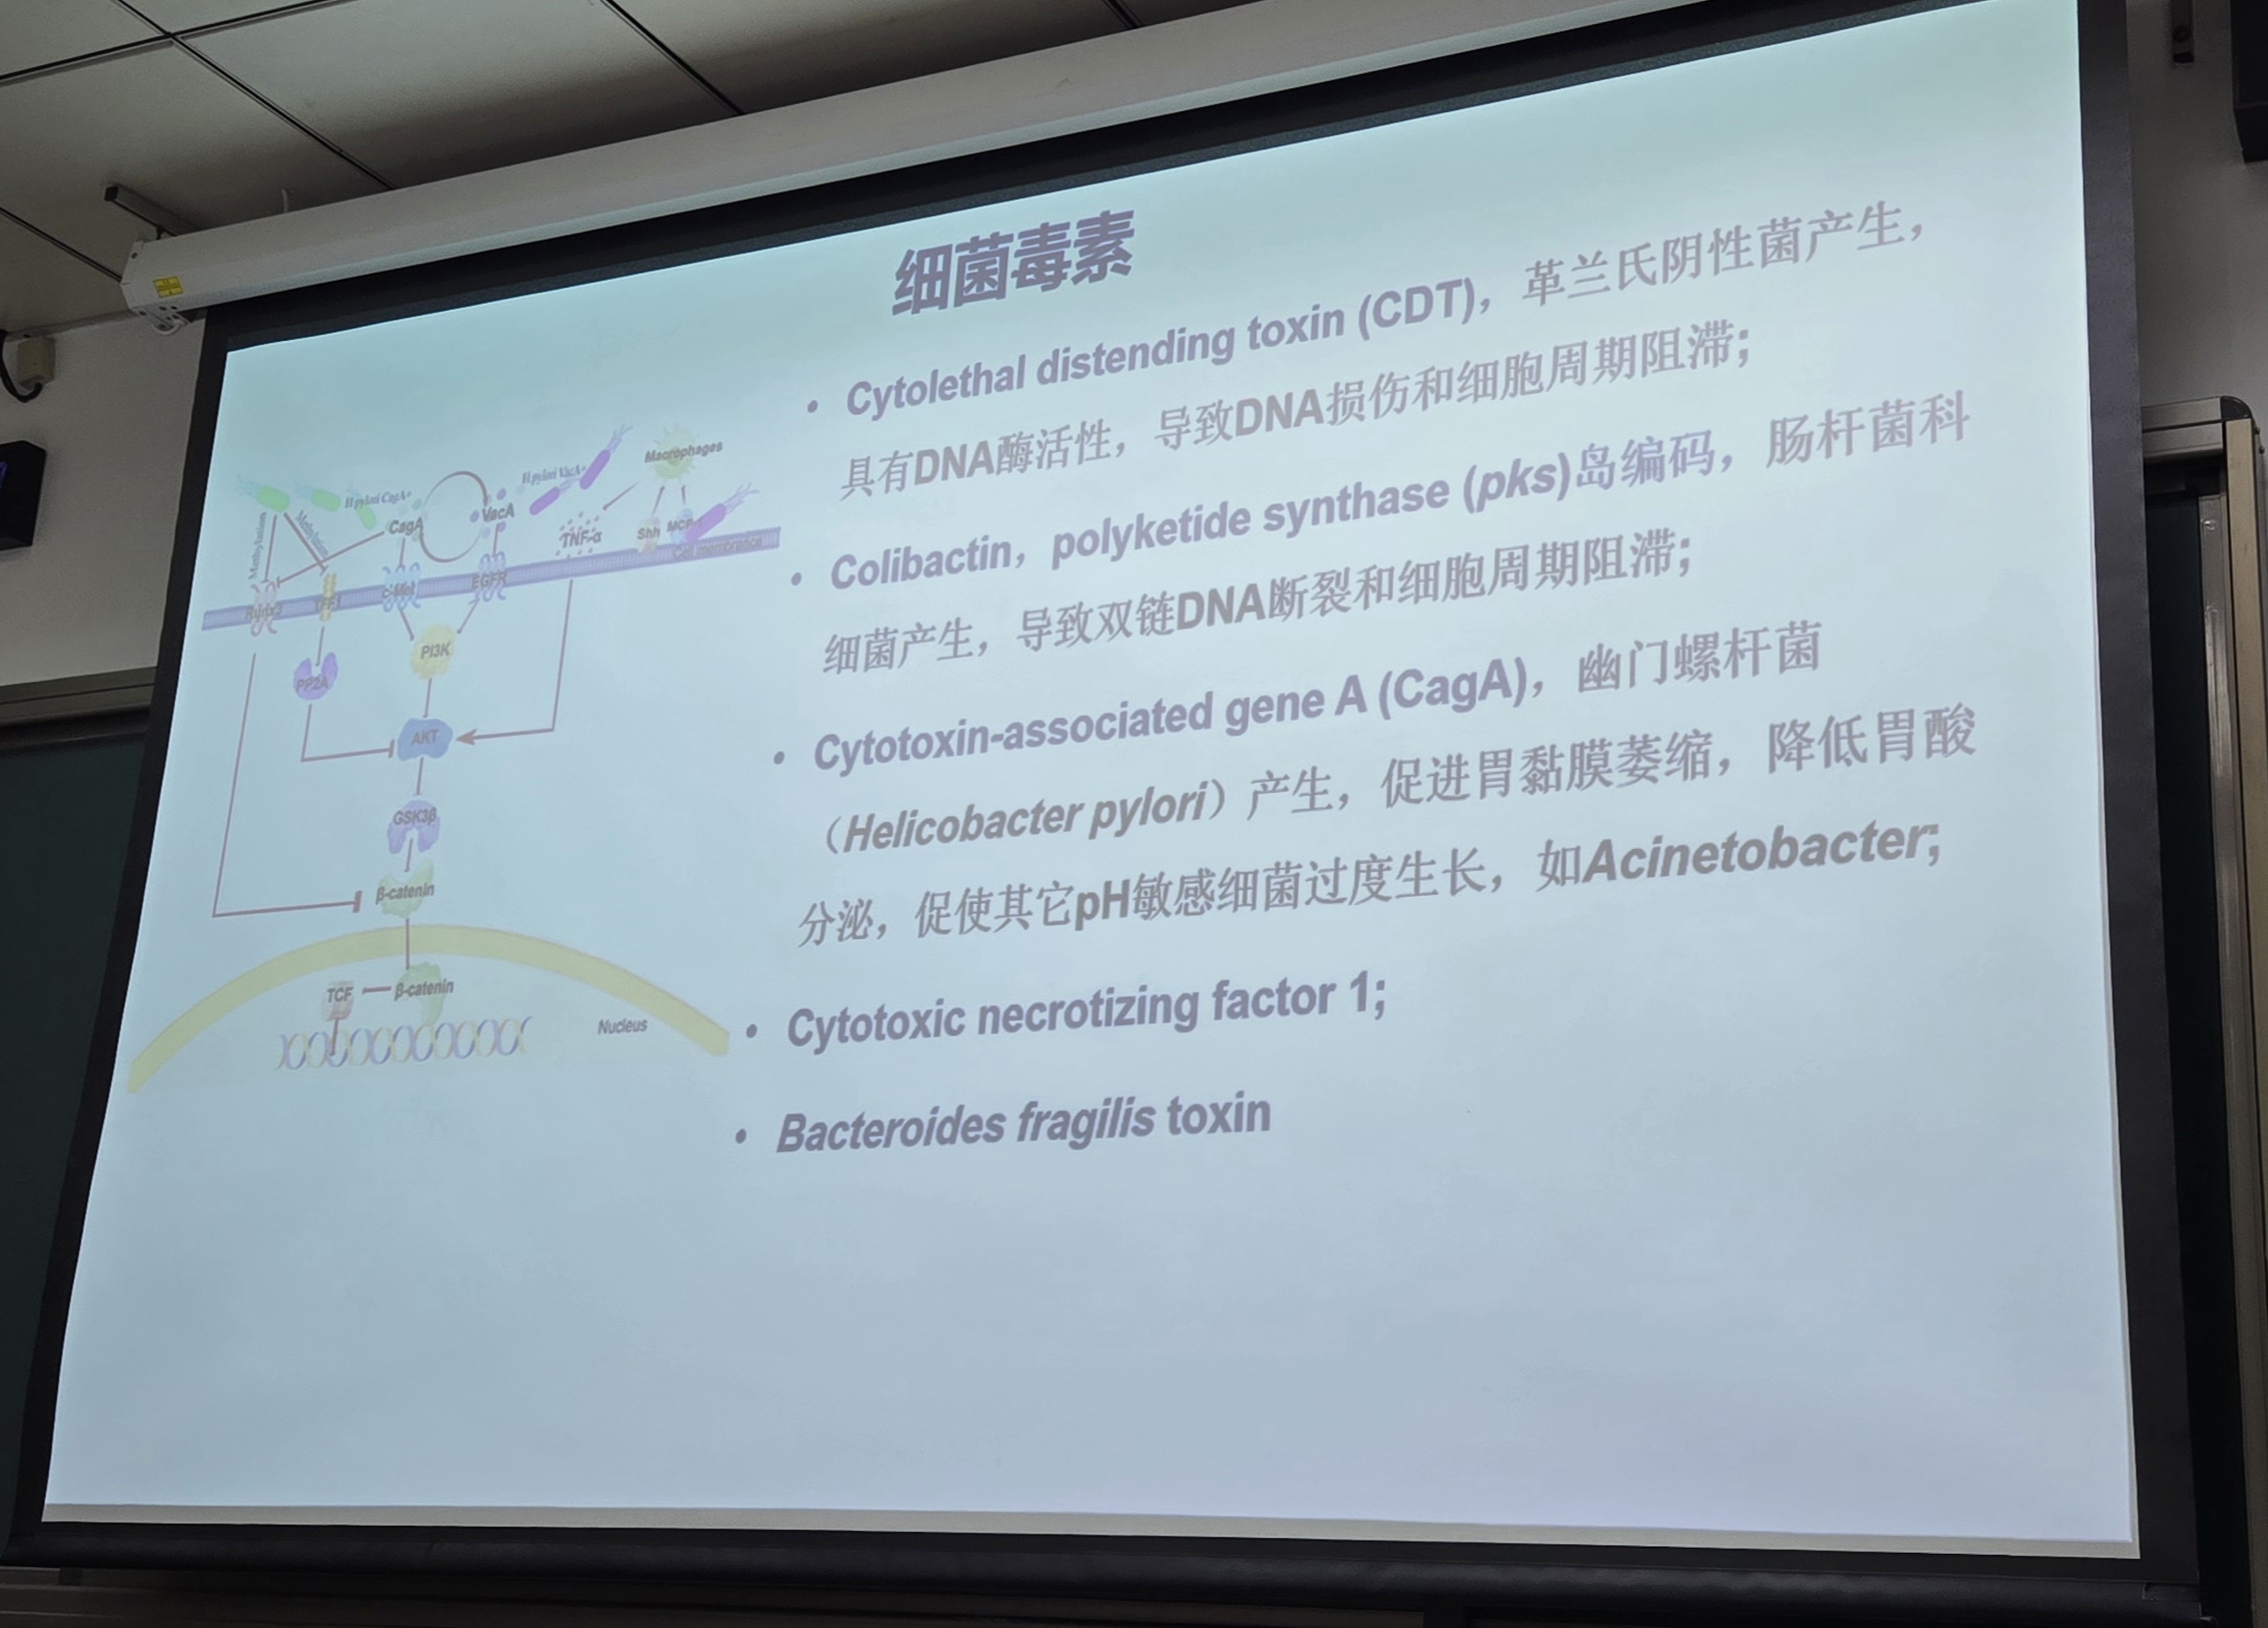 细菌毒素
• Cytolethal distending toxin (CDT)，革兰氏阴性菌产生，
具有DNA酶活性，导致DNA损伤和细胞周期阻滞；
• Colibactin，polyketide synthase (pks)岛编码，肠杆菌科
细菌产生，导致双链DNA断裂和细胞周期阻滞；
• Cytotoxin-associated gene A (CagA)，幽门螺杆菌
（Helicobacter pylori）产生，促进胃黏膜萎缩，降低胃酸
分泌，促使其它pH敏感细菌过度生长，如Acinetobacter;
• Cytotoxic necrotizing factor 1;
• Bacteroides fragilis toxin
Macrophages
H.pylori VacA+
H.pylori CagA+
CagA
VacA
Methylation
Methylation
TNF-α
Shh
Cell membrance
Runx3
TFF1
c-Met
EGFR
PI3K
PP2A
AKT
GSK3β
β-catenin
TCF
β-catenin
Nucleus